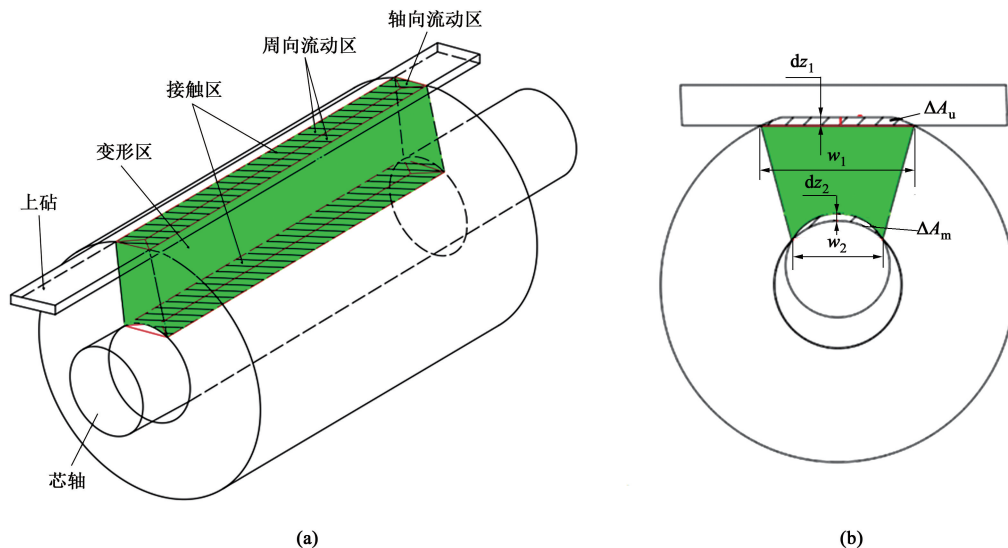 轴向流动区
周向流动区
接触区
变形区
上砧
芯轴
(a)
dz₁
ΔAᵤ
w₁
dz₂
ΔAₘ
w₂
(b)